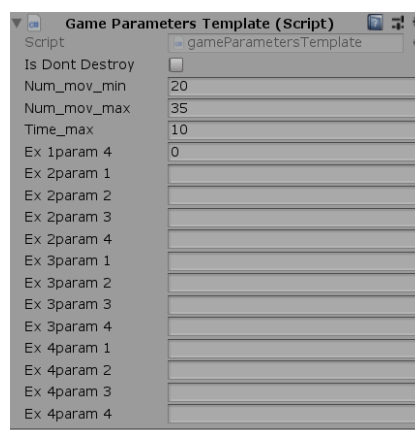 Game Parameters Template (Script)
Script gameParametersTemplate
Is Dont Destroy
Num_mov_min 20
Num_mov_max 35
Time_max 10
Ex 1param 4 0
Ex 2param 1
Ex 2param 2
Ex 2param 3
Ex 2param 4
Ex 3param 1
Ex 3param 2
Ex 3param 3
Ex 3param 4
Ex 4param 1
Ex 4param 2
Ex 4param 3
Ex 4param 4